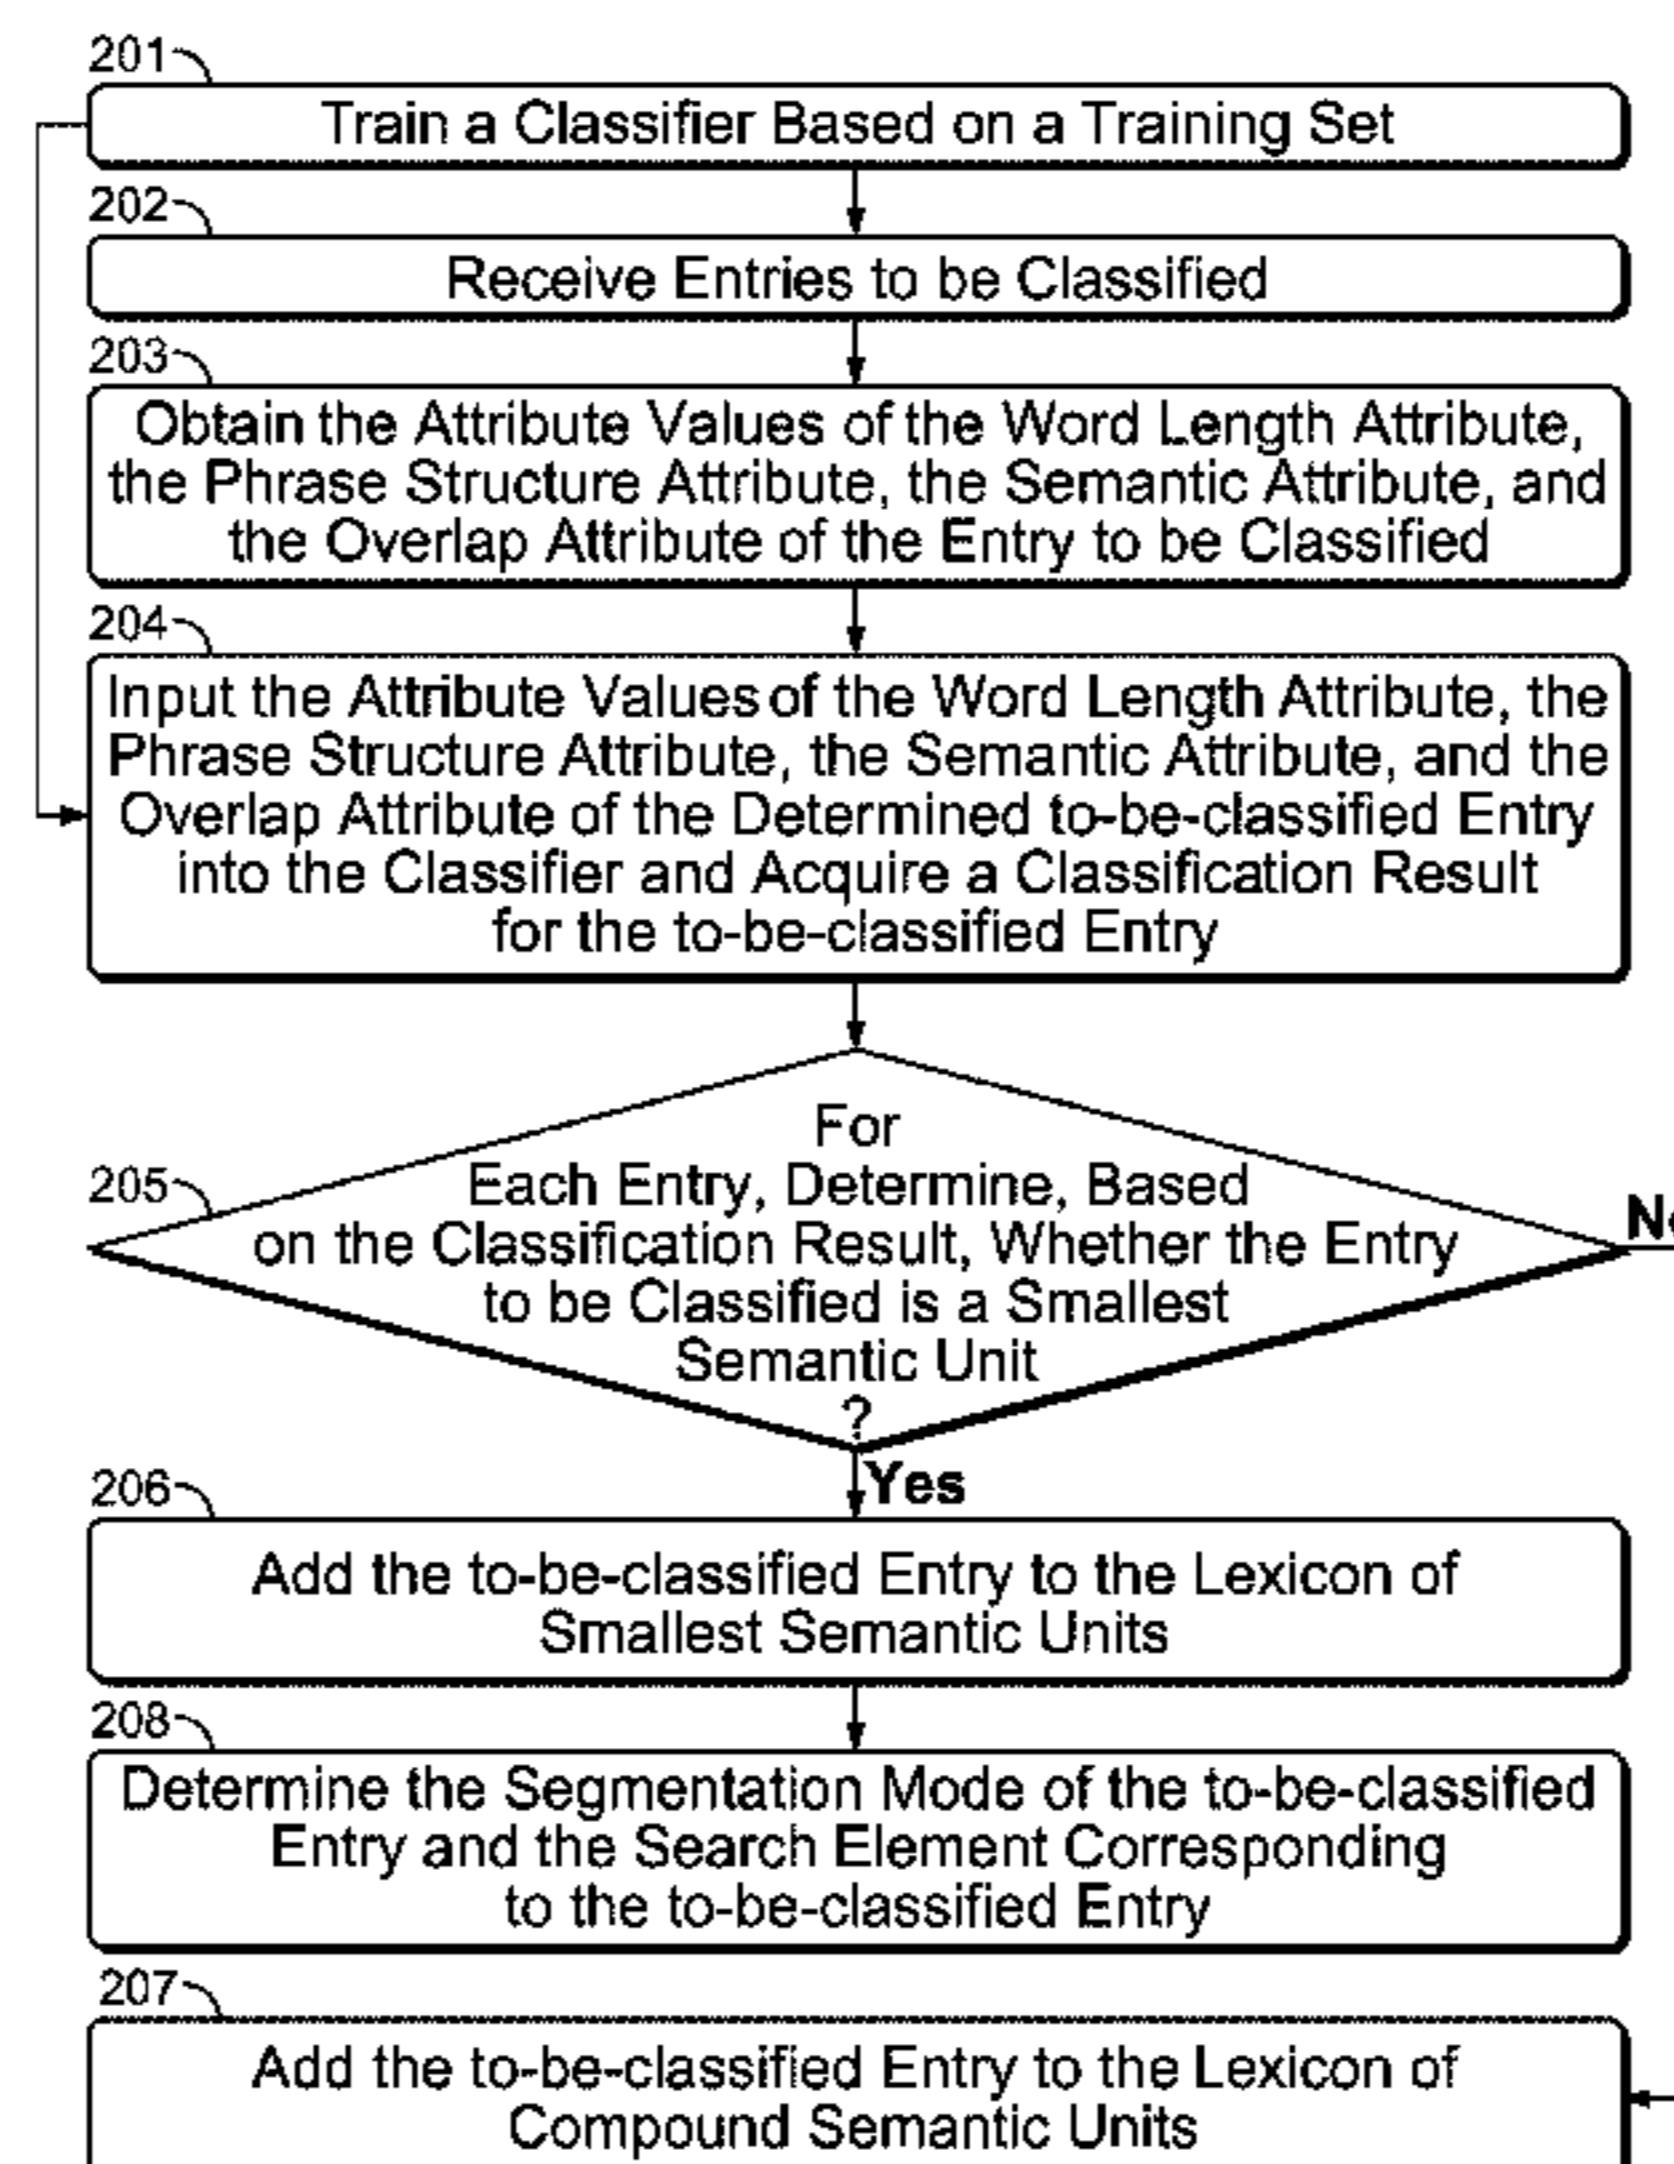 201
Train a Classifier Based on a Training Set
202
Receive Entries to be Classified
203
Obtain the Attribute Values of the Word Length Attribute,
the Phrase Structure Attribute, the Semantic Attribute, and
the Overlap Attribute of the Entry to be Classified
204
Input the Attribute Values of the Word Length Attribute, the
Phrase Structure Attribute, the Semantic Attribute, and the
Overlap Attribute of the Determined to-be-classified Entry
into the Classifier and Acquire a Classification Result
for the to-be-classified Entry
For
205
Each Entry, Determine, Based
on the Classification Result, Whether the Entry
to be Classified is a Smallest
Semantic Unit
?
Yes
206
Add the to-be-classified Entry to the Lexicon of
Smallest Semantic Units
208
Determine the Segmentation Mode of the to-be-classified
Entry and the Search Element Corresponding
to the to-be-classified Entry
207
Add the to-be-classified Entry to the Lexicon of
Compound Semantic Units